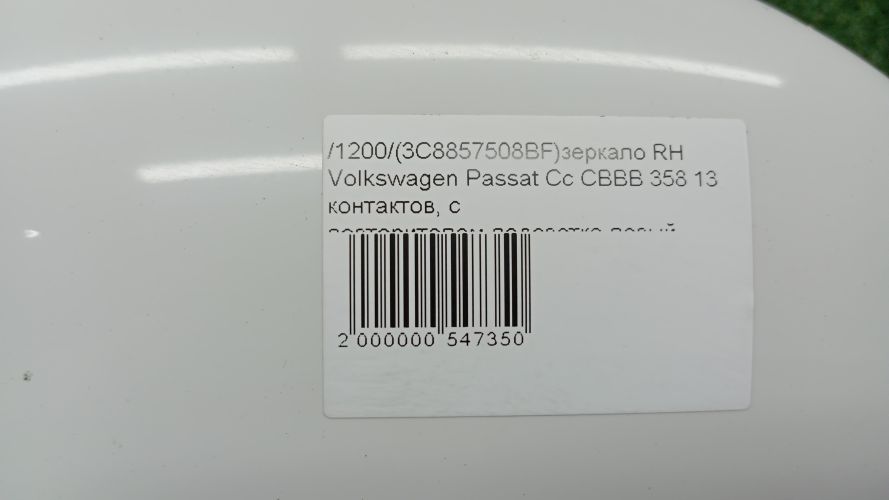 /1200/(3C8857508BF)зеркало RH
Volkswagen Passat Cc CBBB 358 13
контактов, с
2 000000 547350